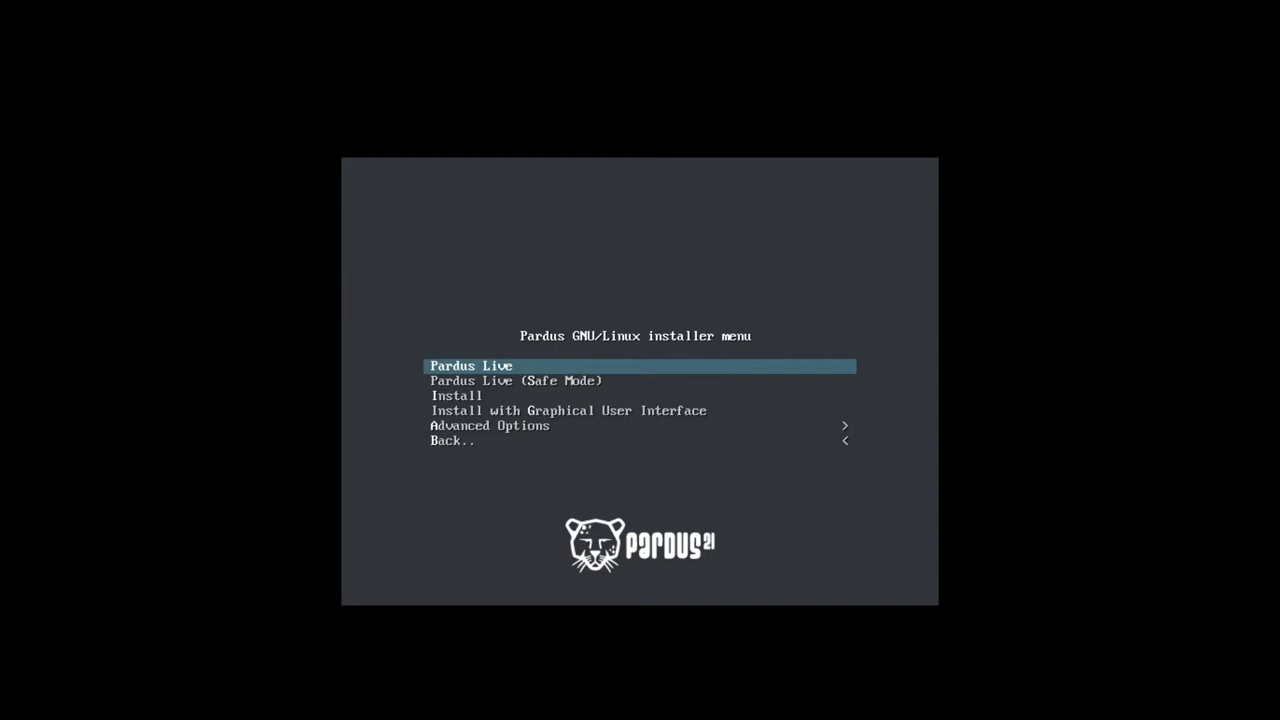 Pardus GNU/Linux installer menu
Pardus Live
Pardus Live (Safe Mode)
Install
Install with Graphical User Interface
Advanced Options >
Back.. <
PARDUS 21